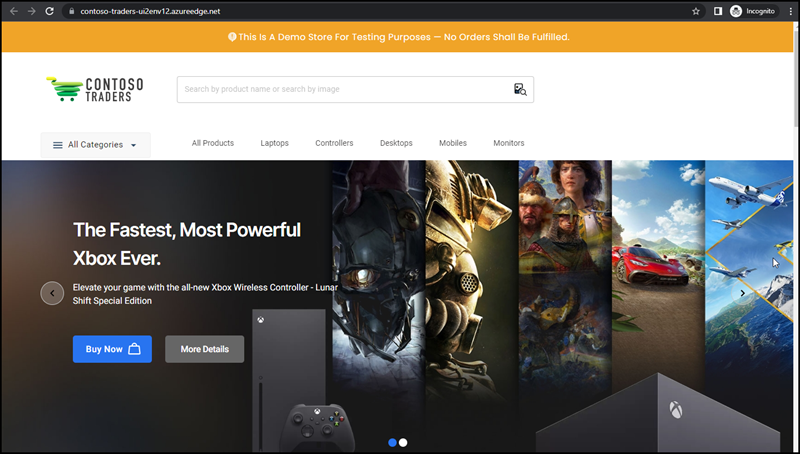 contoso-traders-ui2env12.azureedge.net
Incognito
This Is A Demo Store For Testing Purposes — No Orders Shall Be Fulfilled.
CONTOSO
TRADERS
Search by product name or search by image
All Categories
All Products Laptops Controllers Desktops Mobiles Monitors
The Fastest, Most Powerful
Xbox Ever.
Elevate your game with the all-new Xbox Wireless Controller - Lunar
Shift Special Edition
Buy Now
More Details